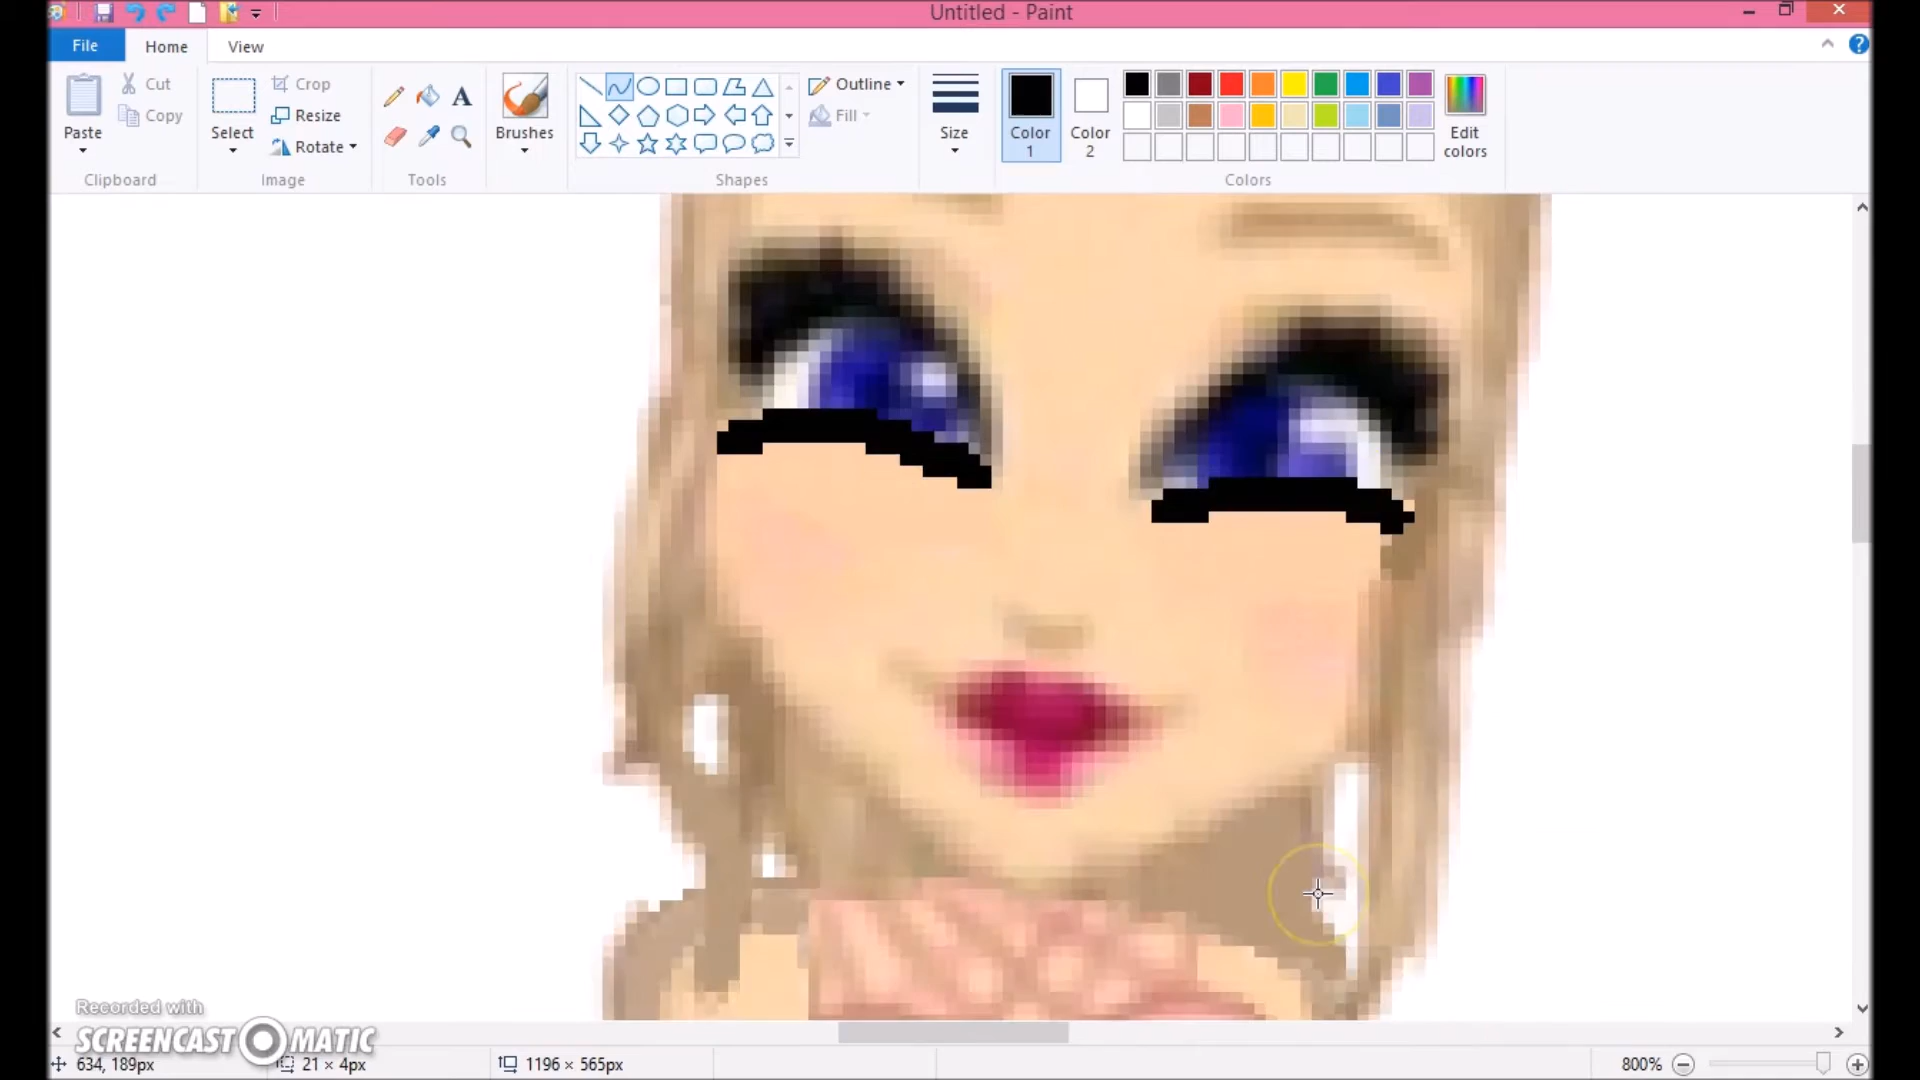 Untitled - Paint
File
Home
View
Paste
Cut
Copy
Clipboard
Select
Crop
Resize
Rotate
Image
A
Tools
Brushes
Outline
Fill
Shapes
Size
Color
1
Color
2
Edit
colors
Colors
?
Recorded with
SCREENCAST MATIC
634, 189px
21 × 4px
1196 × 565px
800%